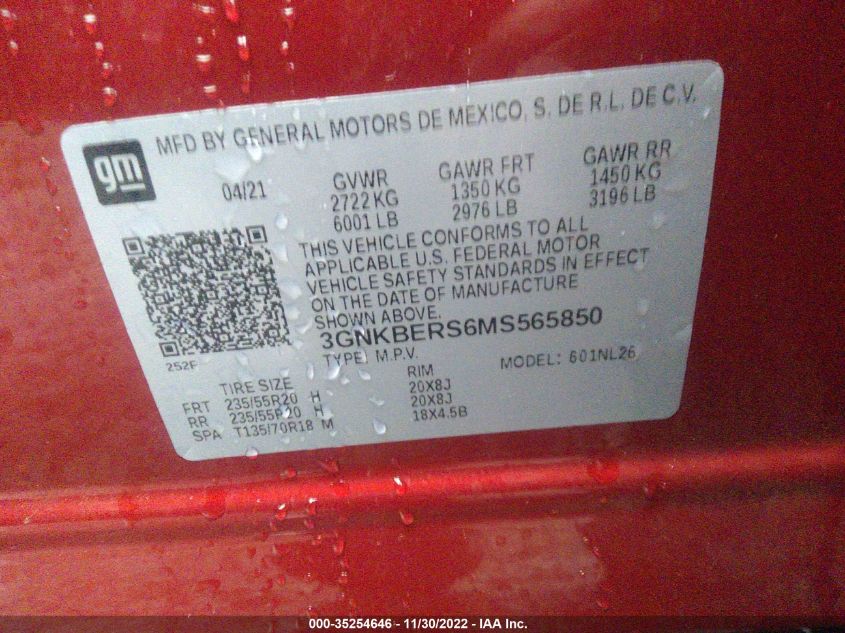 MFD BY GENERAL MOTORS DE MEXICO, S. DE R.L. DE C.V.
gm
04/21
GVWR GAWR FRT GAWR RR
2722 KG 1350 KG 1450 KG
6001 LB 2976 LB 3196 LB
THIS VEHICLE CONFORMS TO ALL
APPLICABLE U.S. FEDERAL MOTOR
VEHICLE SAFETY STANDARDS IN EFFECT
ON THE DATE OF MANUFACTURE
SHOWN ABOVE.
3GNKBERS6MS565850
252F
TYPE: M.P.V. MODEL: 601NL26
TIRE SIZE RIM
FRT 235/55R20 H 20X8J
RR 235/55R20 H 20X8J
SPA T135/70R18 M 18X4.5B
000-35254646 - 11/30/2022 - IAA Inc.